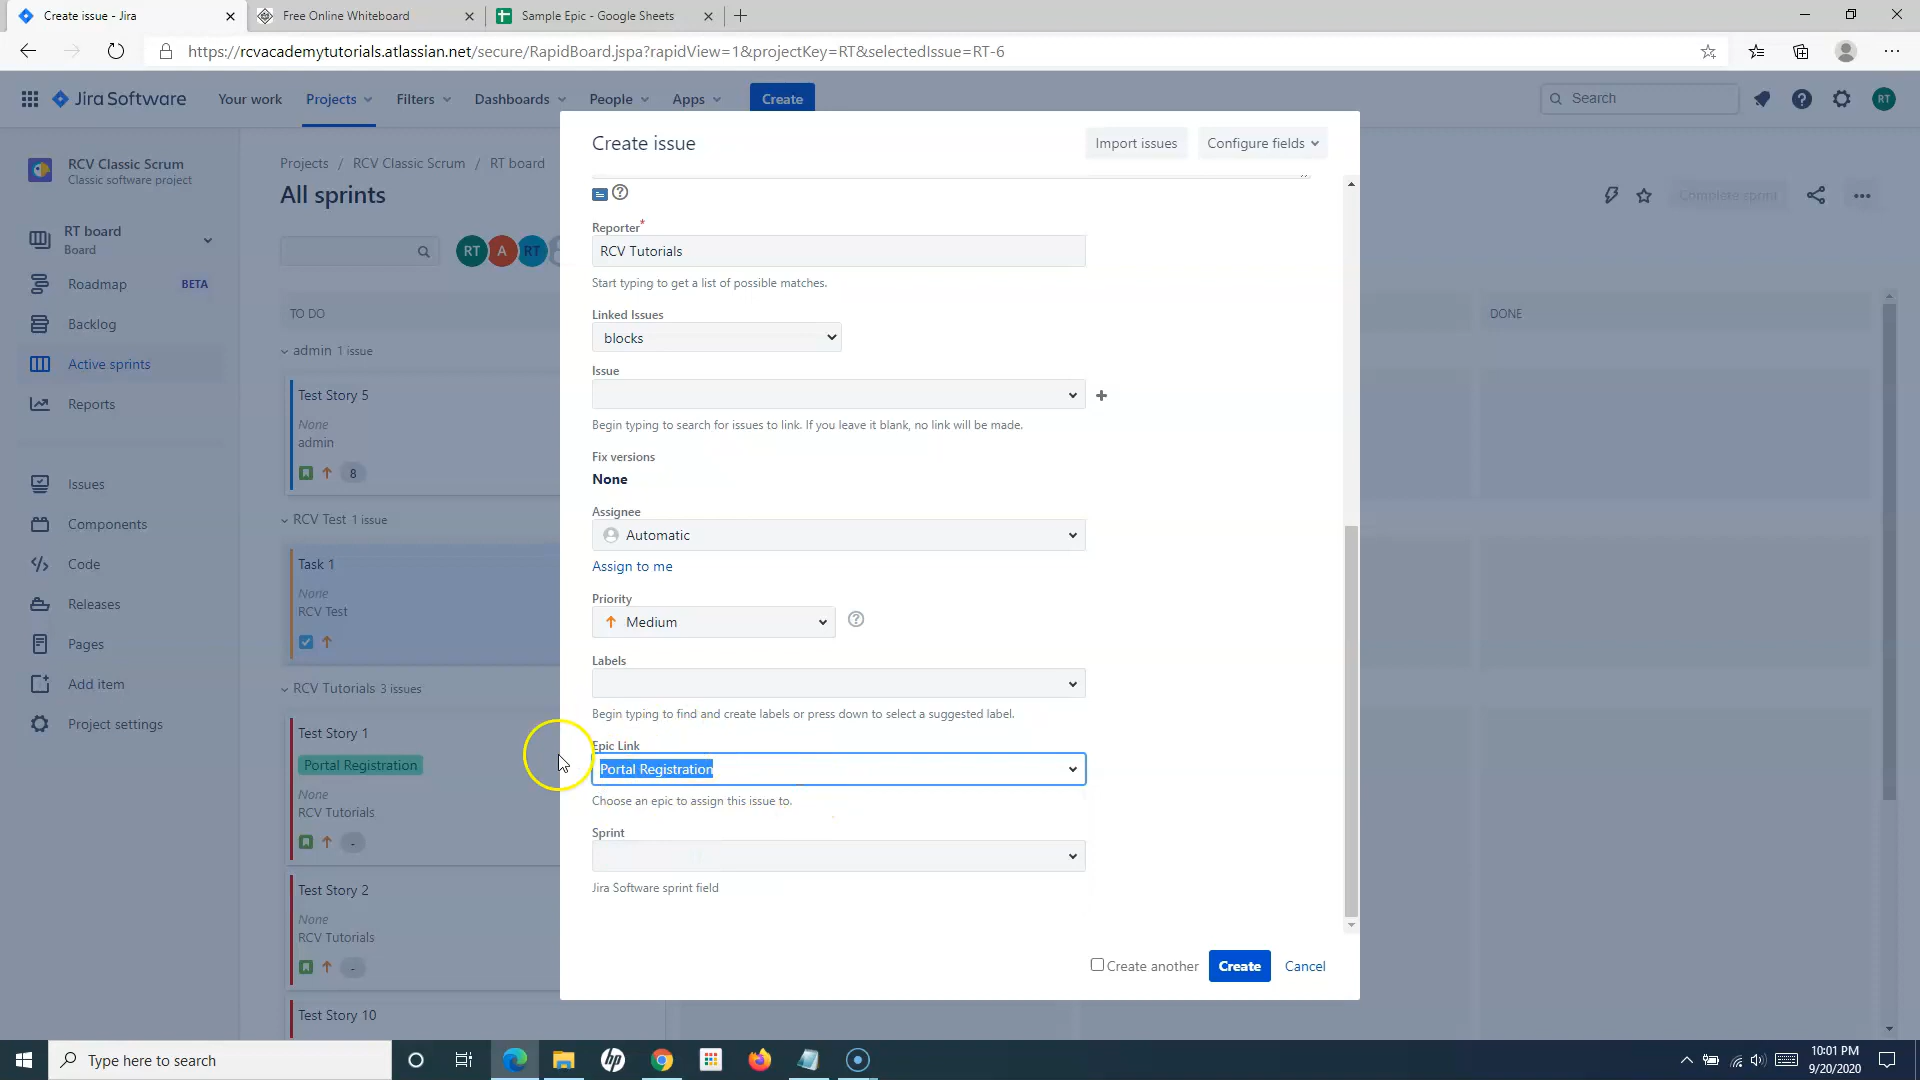 Create issue - Jira
Free Online Whiteboard
Sample Epic - Google Sheets
https://rcvacademytutorials.atlassian.net/secure/RapidBoard.jspa?rapidView=1&projectKey=RT&selectedIssue=RT-6
Jira Software
Your work
Projects
Filters
Dashboards
People
Apps
Create
Search
RT
RCV Classic Scrum
Classic software project
RT board
Board
Roadmap
BETA
Backlog
Active sprints
Reports
Issues
Components
Code
Releases
Pages
Add item
Project settings
Projects / RCV Classic Scrum / RT board
All sprints
RT A RT
Complete sprint
TO DO
DONE
admin 1 issue
Test Story 5
None
admin
8
RCV Test 1 issue
Task 1
None
RCV Test
RCV Tutorials 3 issues
Test Story 1
Portal Registration
None
RCV Tutorials
-
Test Story 2
None
RCV Tutorials
-
Test Story 10
Create issue
Import issues
Configure fields
Reporter*
RCV Tutorials
Start typing to get a list of possible matches.
Linked Issues
blocks
Issue
Begin typing to search for issues to link. If you leave it blank, no link will be made.
Fix versions
None
Assignee
Automatic
Assign to me
Priority
Medium
Labels
Begin typing to find and create labels or press down to select a suggested label.
Epic Link
Portal Registration
Choose an epic to assign this issue to.
Sprint
Jira Software sprint field
Create another
Create
Cancel
Type here to search
hp
10:01 PM
9/20/2020